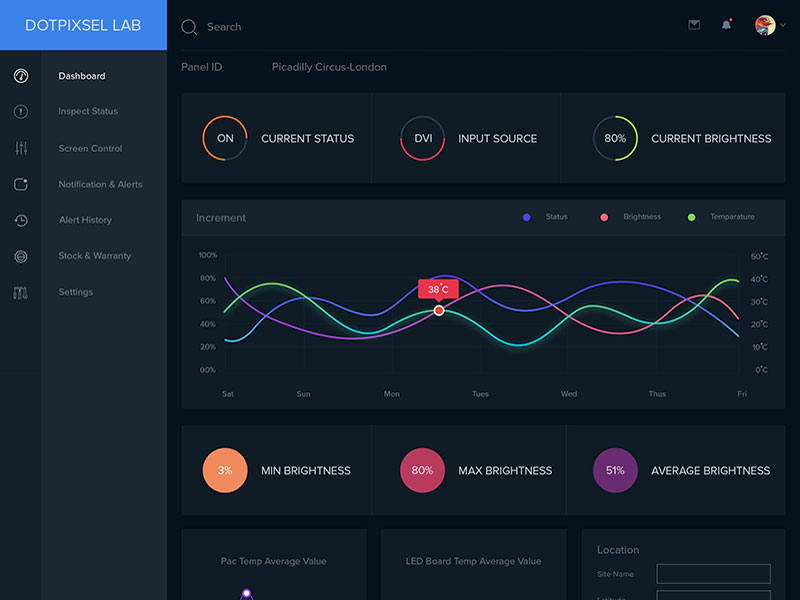 DOTPIXSEL LAB
Search
Dashboard
Inspect Status
Screen Control
Notification & Alerts
Alert History
Stock & Warranty
Settings
Panel ID Picadilly Circus-London
ON CURRENT STATUS
DVI INPUT SOURCE
80% CURRENT BRIGHTNESS
Increment
Status Brightness Temparature
100% 50°C
80% 40°C
60% 30°C
40% 20°C
20% 10°C
00% 0°C
38°C
Sat Sun Mon Tues Wed Thus Fri
3% MIN BRIGHTNESS
80% MAX BRIGHTNESS
51% AVERAGE BRIGHTNESS
Pac Temp Average Value
LED Board Temp Average Value
Location
Site Name